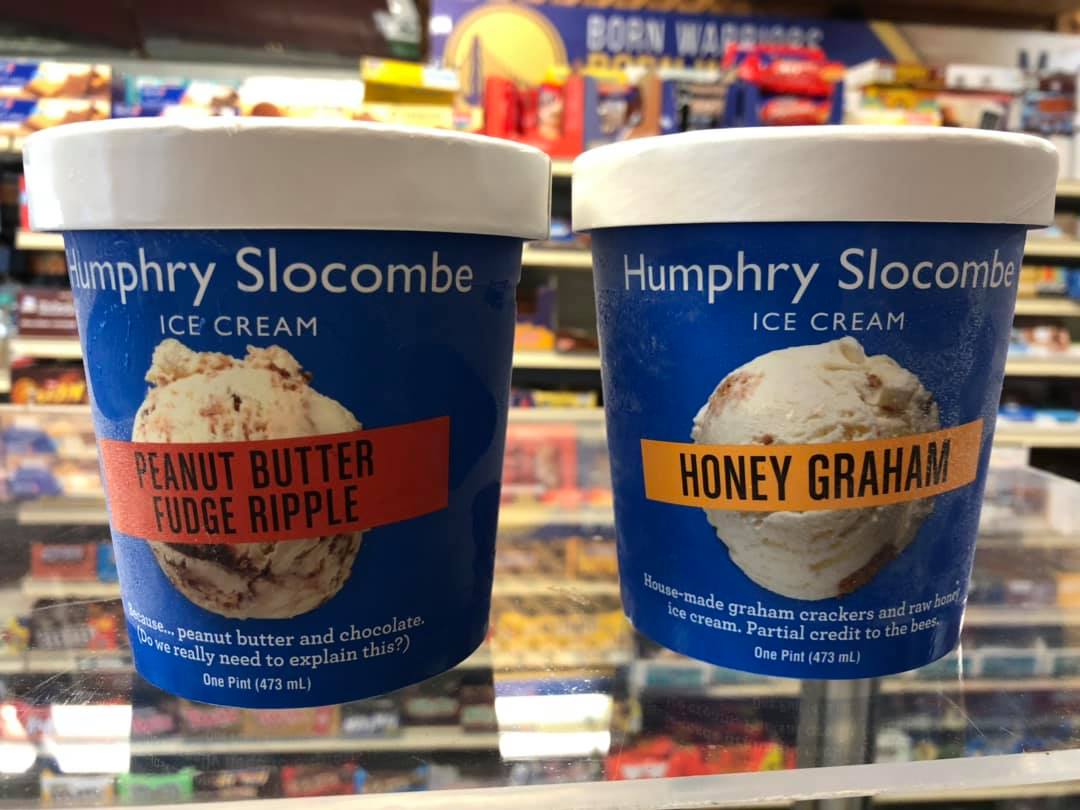 BORN WARRIORS
Humphry Slocombe
ICE CREAM
PEANUT BUTTER
FUDGE RIPPLE
Because... peanut butter and chocolate.
(Do we really need to explain this?)
One Pint (473 mL)
Humphry Slocombe
ICE CREAM
HONEY GRAHAM
House-made graham crackers and raw honey
ice cream. Partial credit to the bees.
One Pint (473 mL)